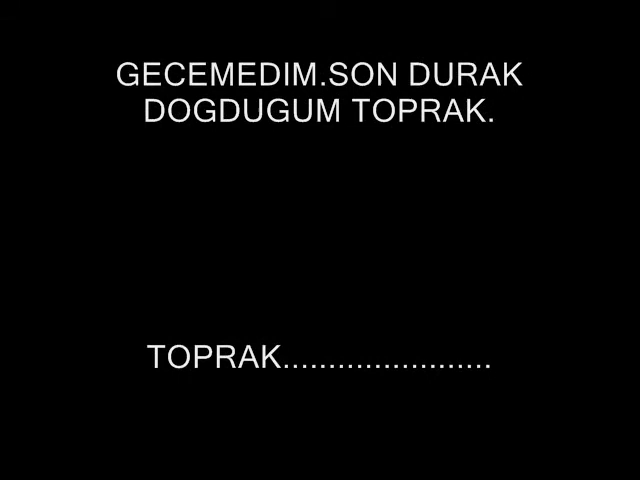 GECEMEDIM.SON DURAK
DOGDUGUM TOPRAK.
TOPRAK.......................